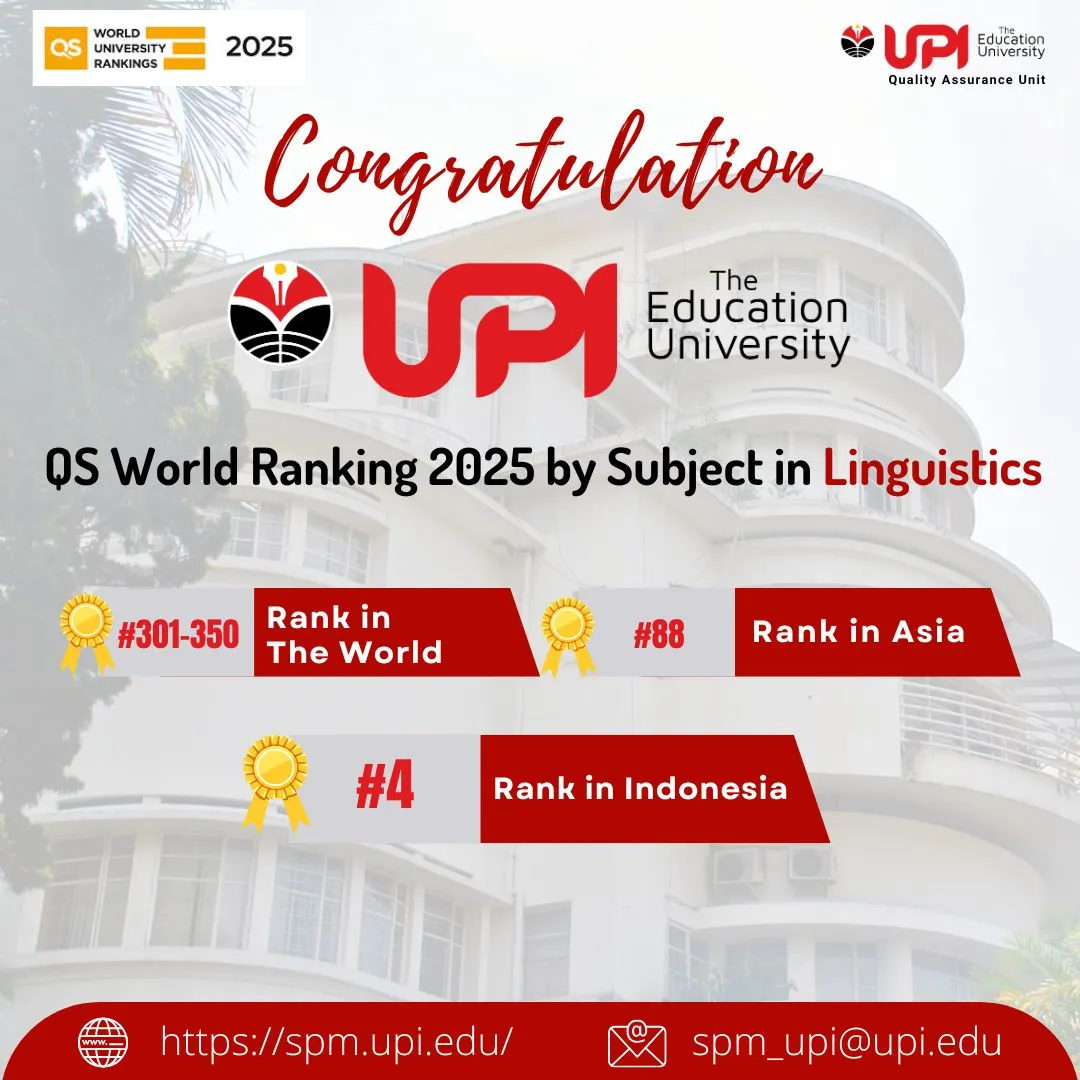 QS
WORLD
UNIVERSITY
RANKINGS
2025
UPI
The
Education
University
Quality Assurance Unit
Congratulation
UPI
The
Education
University
QS World Ranking 2025 by Subject in Linguistics
#301-350
Rank in
The World
#88
Rank in Asia
#4
Rank in Indonesia
www.
https://spm.upi.edu/
@
spm_upi@upi.edu